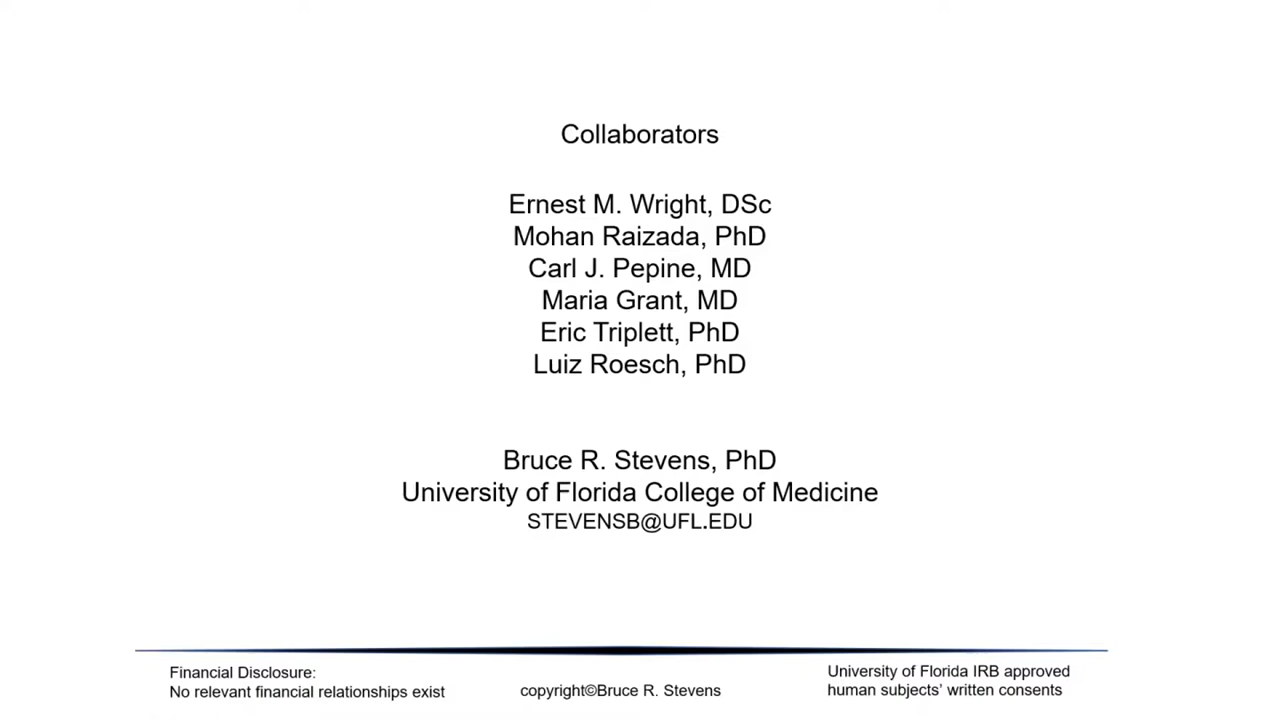 Collaborators
Ernest M. Wright, DSc
Mohan Raizada, PhD
Carl J. Pepine, MD
Maria Grant, MD
Eric Triplett, PhD
Luiz Roesch, PhD
Bruce R. Stevens, PhD
University of Florida College of Medicine
STEVENSB@UFL.EDU
Financial Disclosure:
No relevant financial relationships exist
copyright©Bruce R. Stevens
University of Florida IRB approved
human subjects' written consents